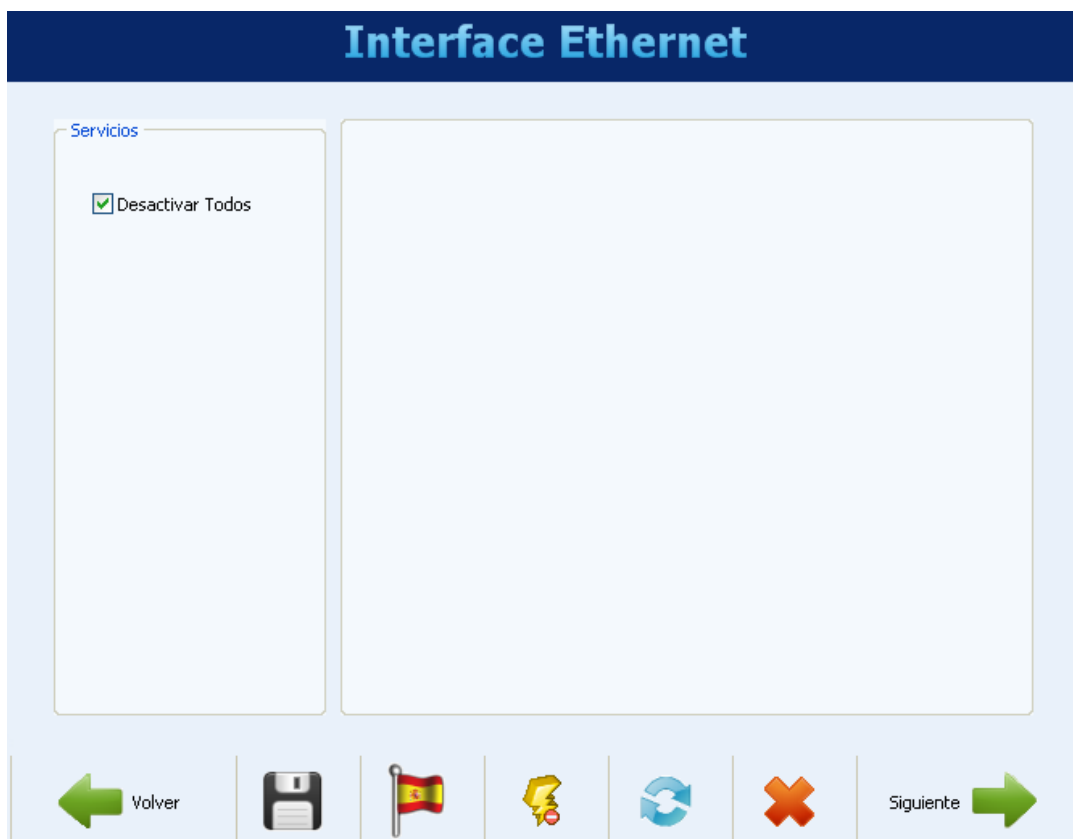 Interface Ethernet
Servicios
Desactivar Todos
Volver
Siguiente